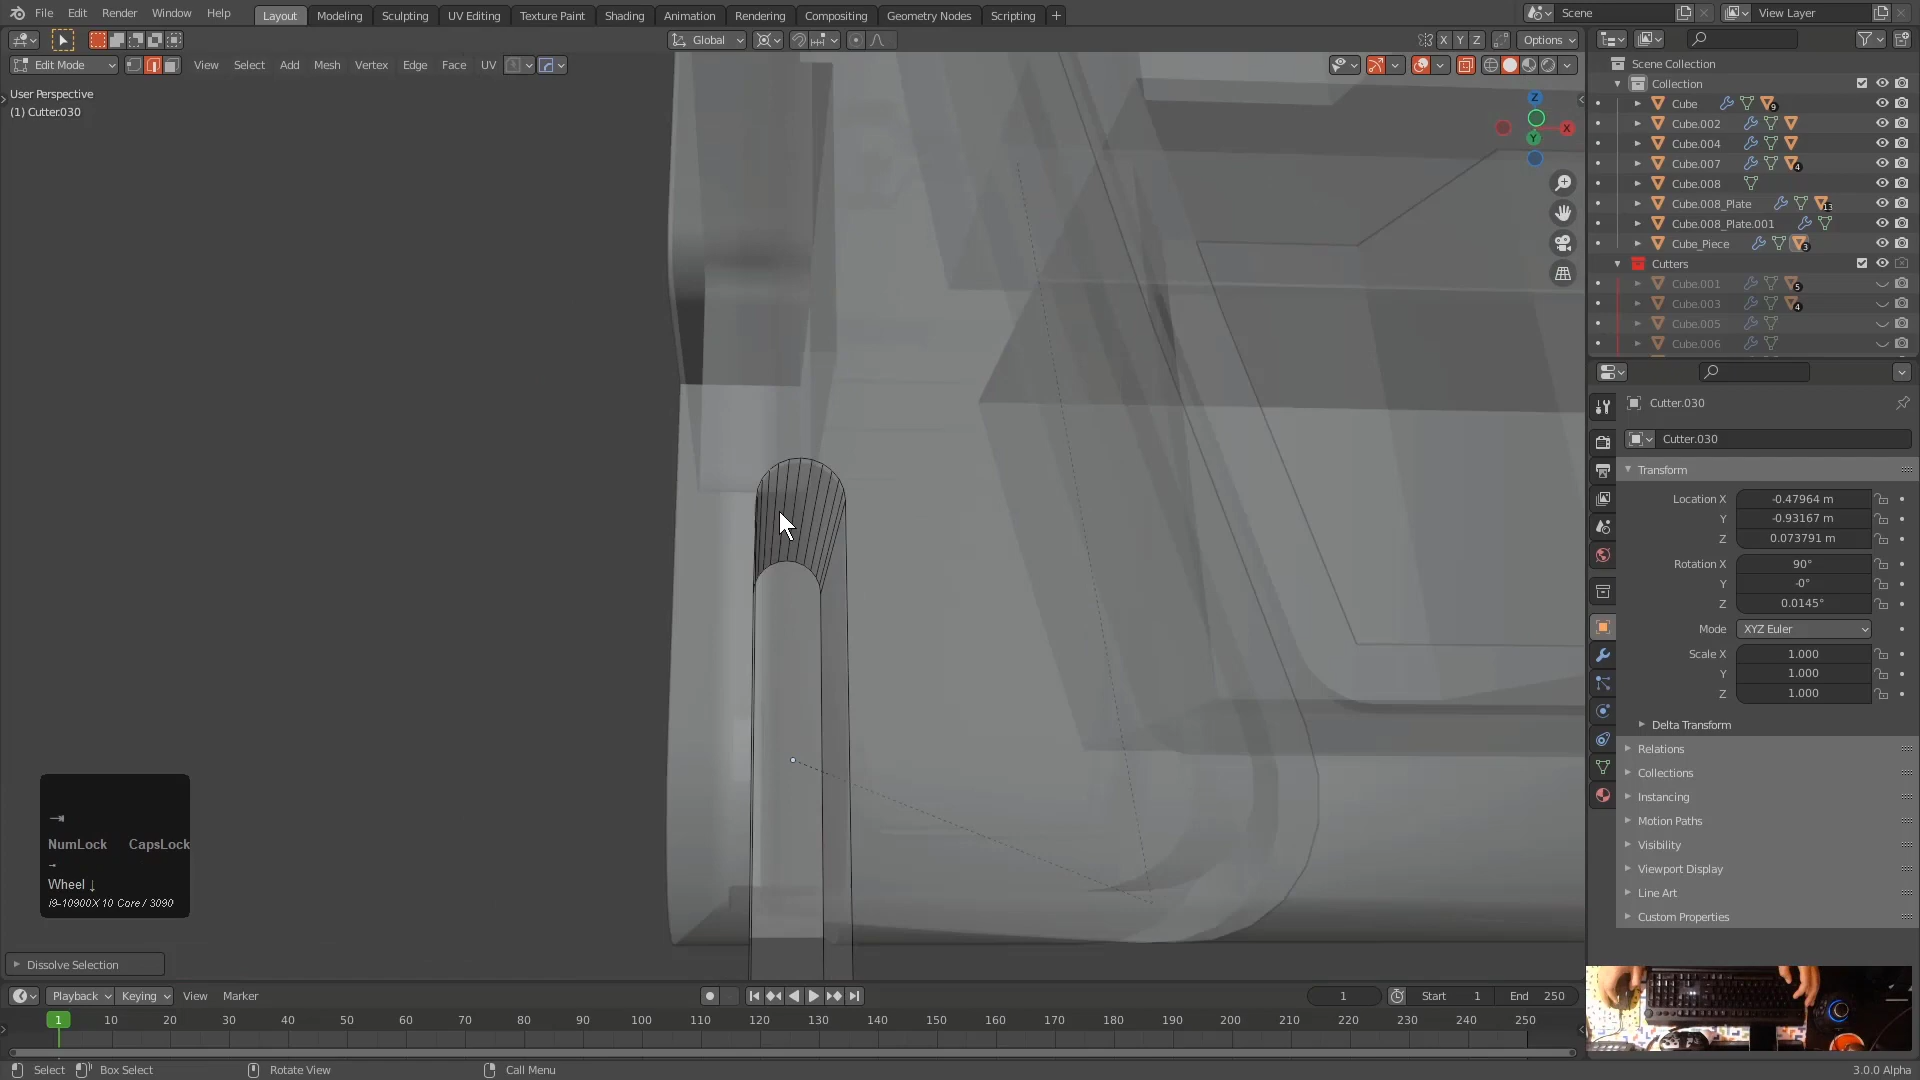 File Edit Render Window Help
Layout Modeling Sculpting UV Editing Texture Paint Shading Animation Rendering Compositing Geometry Nodes Scripting +
Scene
View Layer
Global
X Y Z
Options
Edit Mode
View Select Add Mesh Vertex Edge Face UV
User Perspective
(1) Cutter.030
Z
X
Y
Scene Collection
Collection
Cube
9
Cube.002
Cube.004
Cube.007
4
Cube.008
Cube.008_Plate
13
Cube.008_Plate.001
Cube_Piece
3
Cutters
Cube.001
5
Cube.003
4
Cube.005
Cube.006
Cutter.030
Cutter.030
Transform
Location X -0.47964 m
Y -0.93167 m
Z 0.073791 m
Rotation X 90°
Y -0°
Z 0.0145°
Mode XYZ Euler
Scale X 1.000
Y 1.000
Z 1.000
Delta Transform
Relations
Collections
Instancing
Motion Paths
Visibility
Viewport Display
Line Art
Custom Properties
NumLock CapsLock
Wheel ↓
i9-10900X 10 Core / 3090
Dissolve Selection
Playback Keying View Marker
1
Start 1
End 250
1 10 20 30 40 50 60 70 80 90 100 110 120 130 140 150 160 170 180 190 200 210 220 230 240 250
Select Box Select Rotate View Call Menu
3.0.0 Alpha